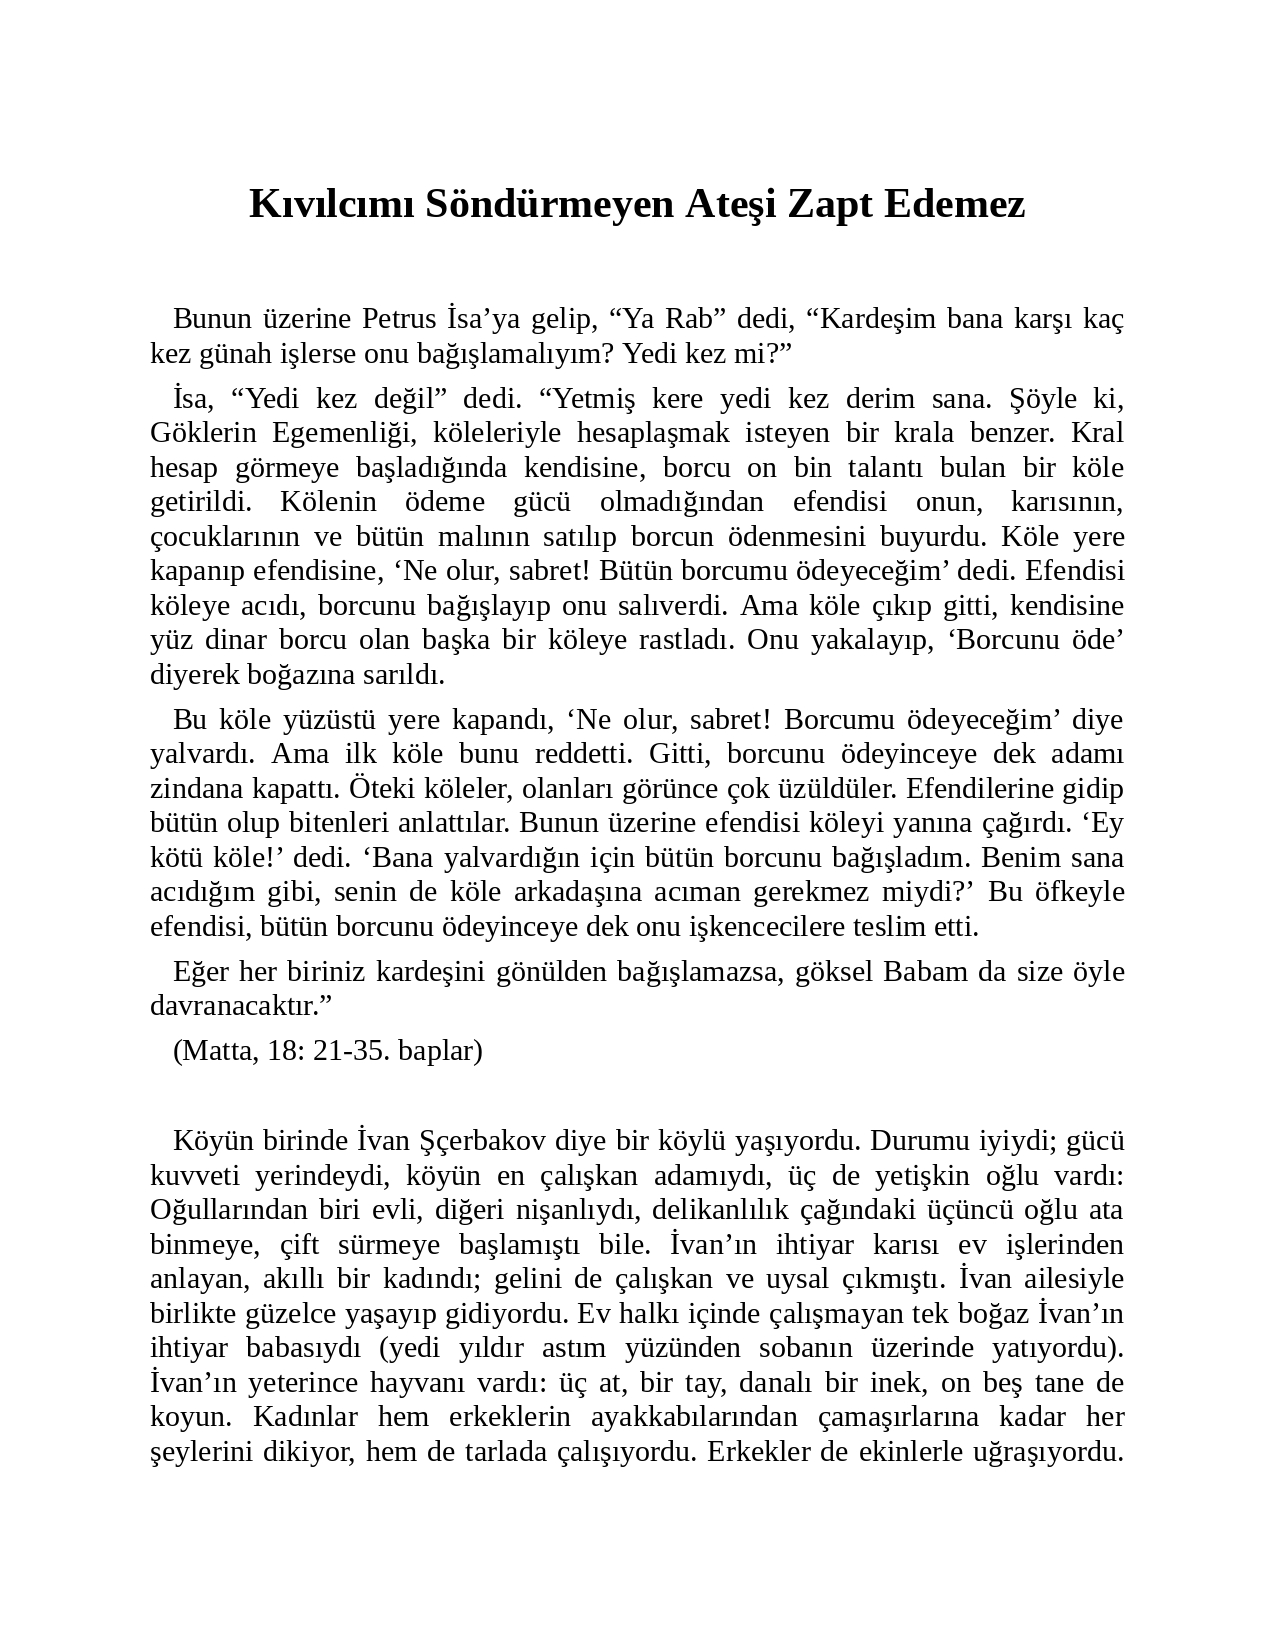 Kıvılcımı Söndürmeyen Ateşi Zapt Edemez
Bunun üzerine Petrus İsa’ya gelip, “Ya Rab” dedi, “Kardeşim bana karşı kaç
kez günah işlerse onu bağışlamalıyım? Yedi kez mi?”
İsa, “Yedi kez değil” dedi. “Yetmiş kere yedi kez derim sana. Şöyle ki,
Göklerin Egemenliği, köleleriyle hesaplaşmak isteyen bir krala benzer. Kral
hesap görmeye başladığında kendisine, borcu on bin talantı bulan bir köle
getirildi. Kölenin ödeme gücü olmadığından efendisi onun, karısının,
çocuklarının ve bütün malının satılıp borcun ödenmesini buyurdu. Köle yere
kapanıp efendisine, ‘Ne olur, sabret! Bütün borcumu ödeyeceğim’ dedi. Efendisi
köleye acıdı, borcunu bağışlayıp onu salıverdi. Ama köle çıkıp gitti, kendisine
yüz dinar borcu olan başka bir köleye rastladı. Onu yakalayıp, ‘Borcunu öde’
diyerek boğazına sarıldı.
Bu köle yüzüstü yere kapandı, ‘Ne olur, sabret! Borcumu ödeyeceğim’ diye
yalvardı. Ama ilk köle bunu reddetti. Gitti, borcunu ödeyinceye dek adamı
zindana kapattı. Öteki köleler, olanları görünce çok üzüldüler. Efendilerine gidip
bütün olup bitenleri anlattılar. Bunun üzerine efendisi köleyi yanına çağırdı. ‘Ey
kötü köle!’ dedi. ‘Bana yalvardığın için bütün borcunu bağışladım. Benim sana
acıdığım gibi, senin de köle arkadaşına acıman gerekmez miydi?’ Bu öfkeyle
efendisi, bütün borcunu ödeyinceye dek onu işkencecilere teslim etti.
Eğer her biriniz kardeşini gönülden bağışlamazsa, göksel Babam da size öyle
davranacaktır.”
(Matta, 18: 21-35. baplar)
Köyün birinde İvan Şçerbakov diye bir köylü yaşıyordu. Durumu iyiydi; gücü
kuvveti yerindeydi, köyün en çalışkan adamıydı, üç de yetişkin oğlu vardı:
Oğullarından biri evli, diğeri nişanlıydı, delikanlılık çağındaki üçüncü oğlu ata
binmeye, çift sürmeye başlamıştı bile. İvan’ın ihtiyar karısı ev işlerinden
anlayan, akıllı bir kadındı; gelini de çalışkan ve uysal çıkmıştı. İvan ailesiyle
birlikte güzelce yaşayıp gidiyordu. Ev halkı içinde çalışmayan tek boğaz İvan’ın
ihtiyar babasıydı (yedi yıldır astım yüzünden sobanın üzerinde yatıyordu).
İvan’ın yeterince hayvanı vardı: üç at, bir tay, danalı bir inek, on beş tane de
koyun. Kadınlar hem erkeklerin ayakkabılarından çamaşırlarına kadar her
şeylerini dikiyor, hem de tarlada çalışıyordu. Erkekler de ekinlerle uğraşıyordu.